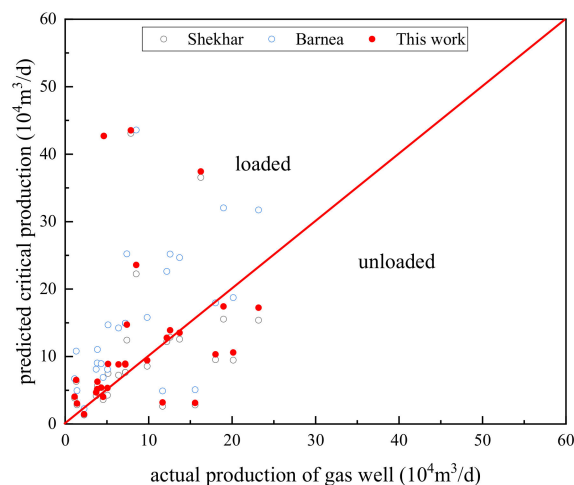 60
50
40
30
20
10
0
predicted critical production (10⁴m³/d)
Shekhar Barnea This work
loaded
unloaded
0 10 20 30 40 50 60
actual production of gas well (10⁴m³/d)